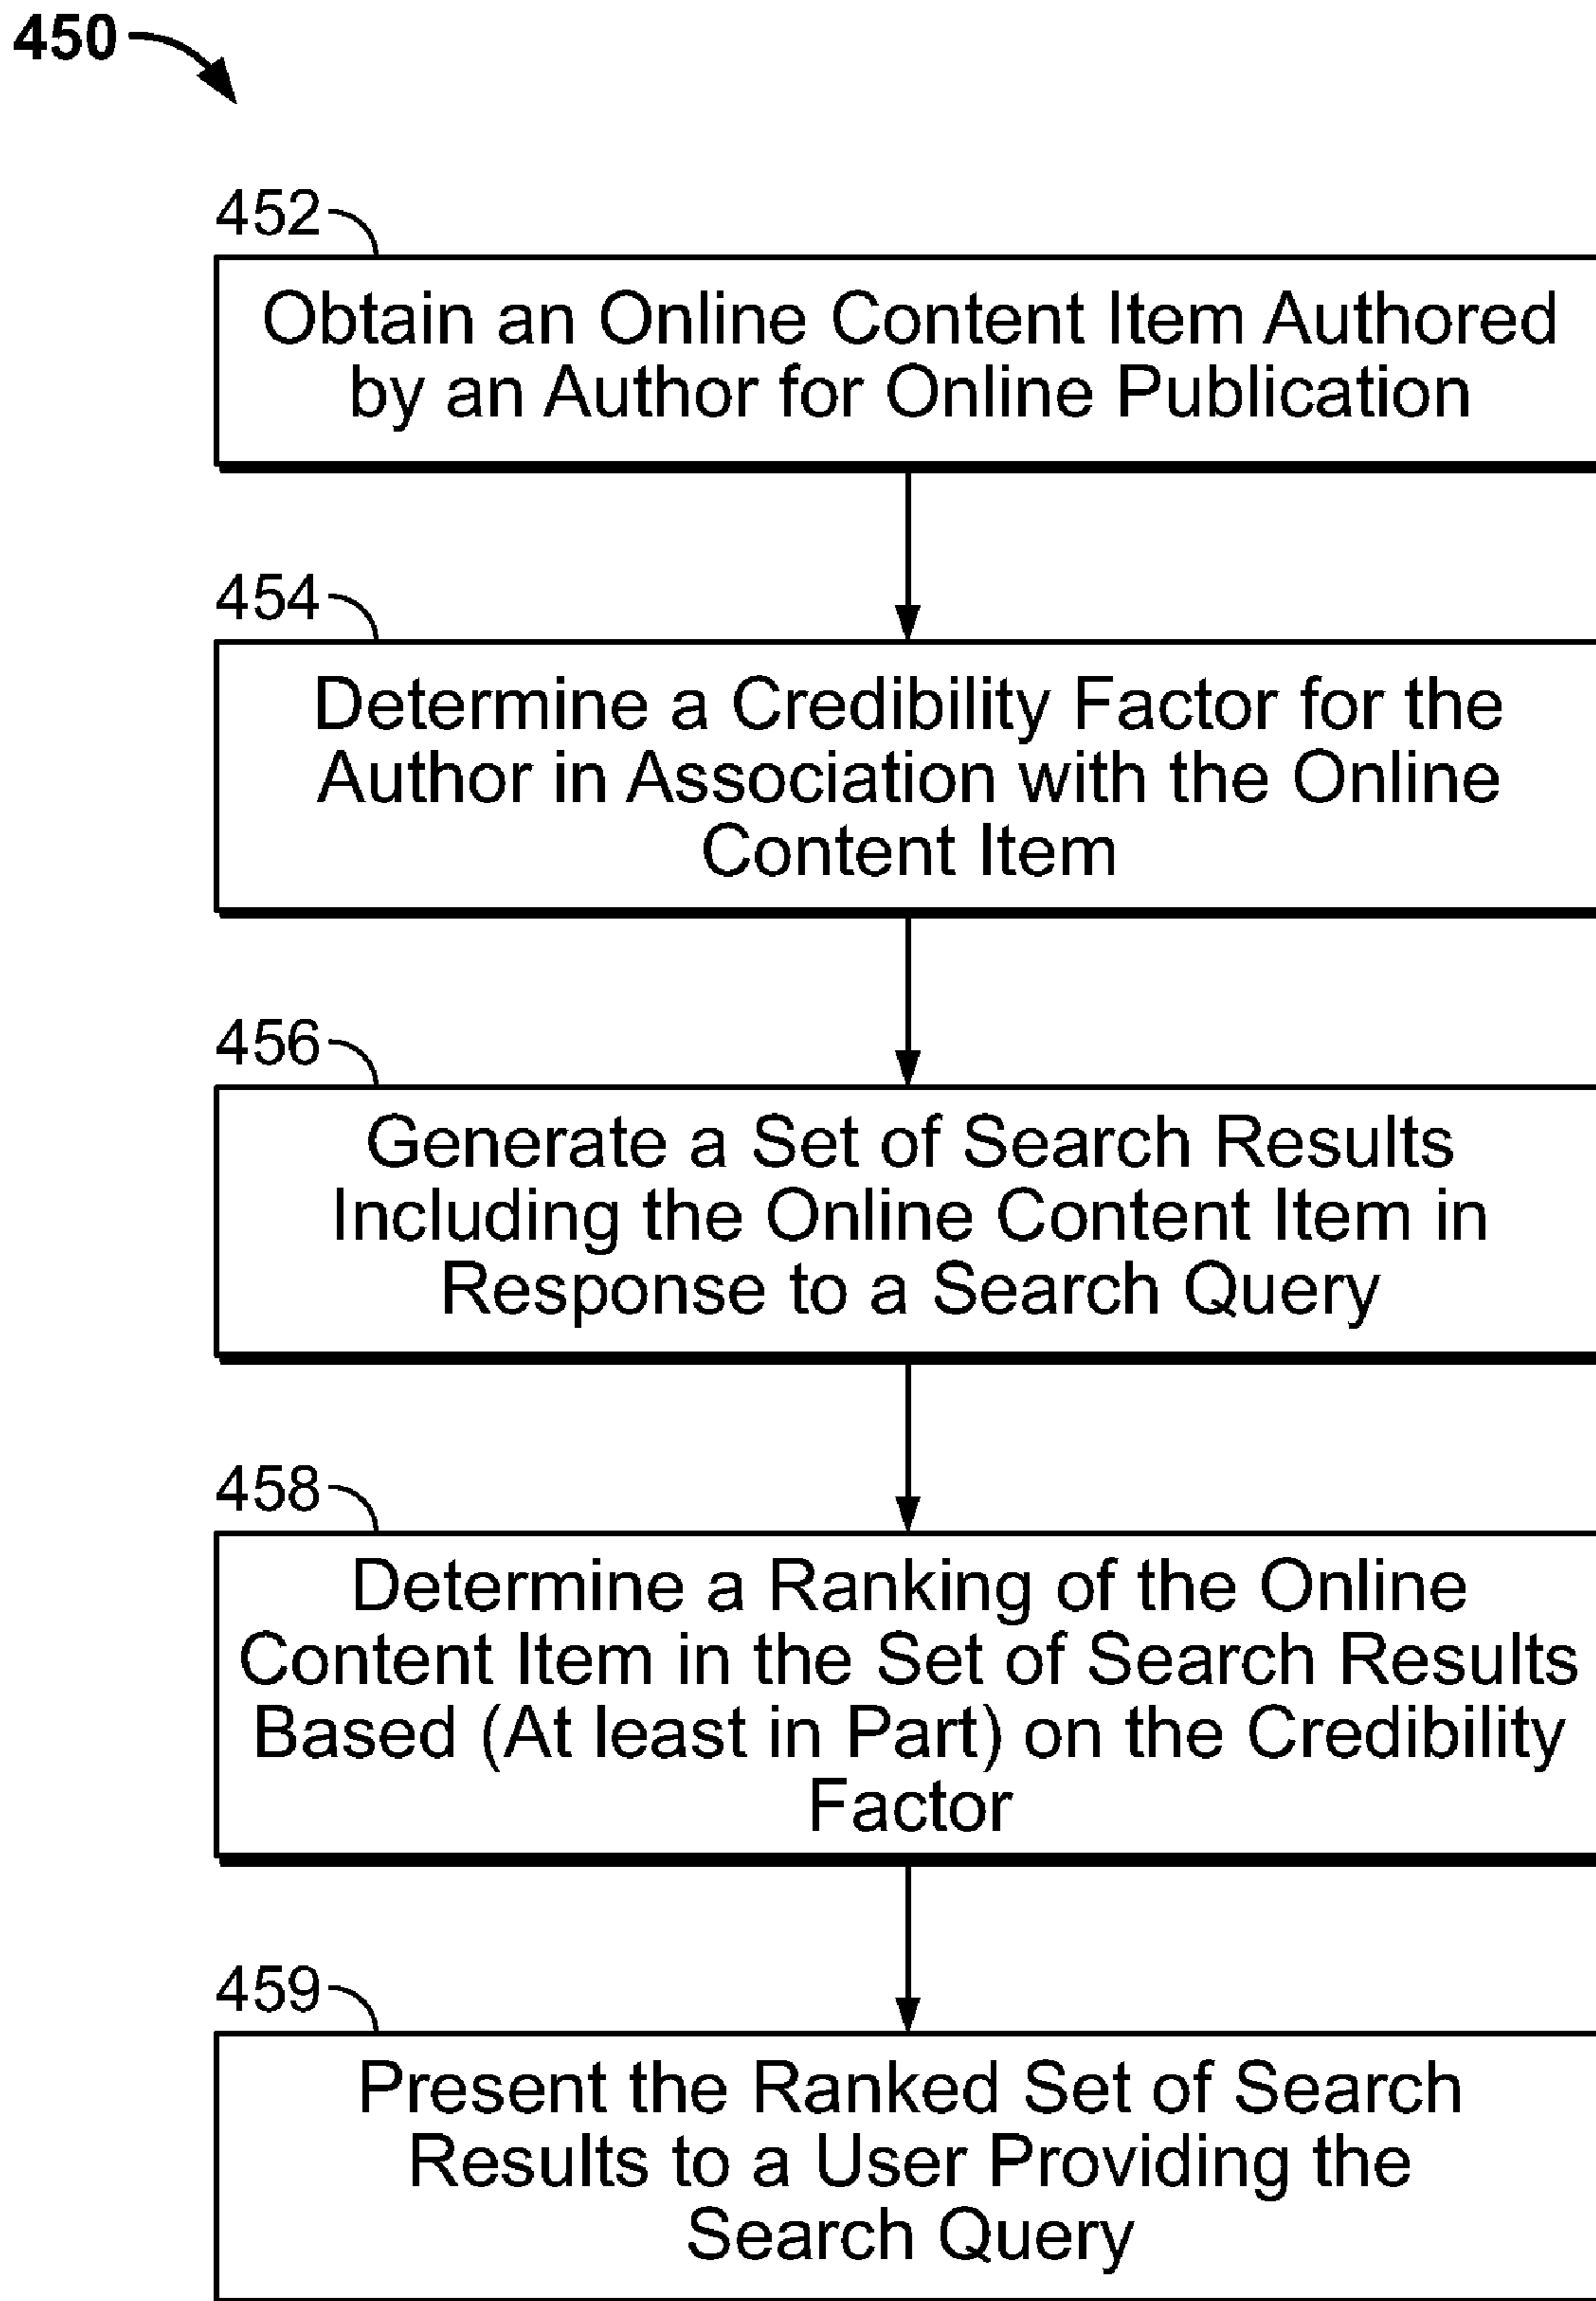 450
452
Obtain an Online Content Item Authored
by an Author for Online Publication
454
Determine a Credibility Factor for the
Author in Association with the Online
Content Item
456
Generate a Set of Search Results
Including the Online Content Item in
Response to a Search Query
458
Determine a Ranking of the Online
Content Item in the Set of Search Results
Based (At least in Part) on the Credibility
Factor
459
Present the Ranked Set of Search
Results to a User Providing the
Search Query